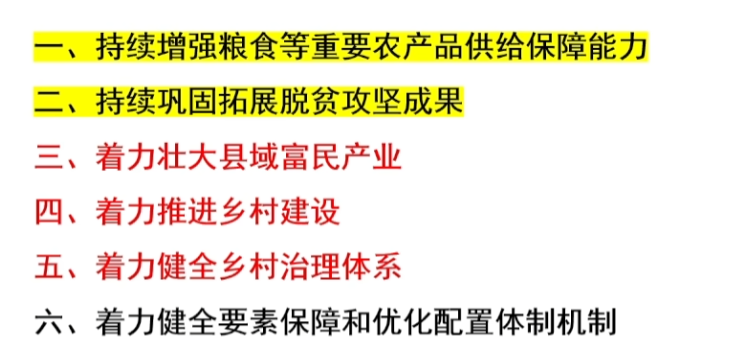 一、持续增强粮食等重要农产品供给保障能力
二、持续巩固拓展脱贫攻坚成果
三、着力壮大县域富民产业
四、着力推进乡村建设
五、着力健全乡村治理体系
六、着力健全要素保障和优化配置体制机制